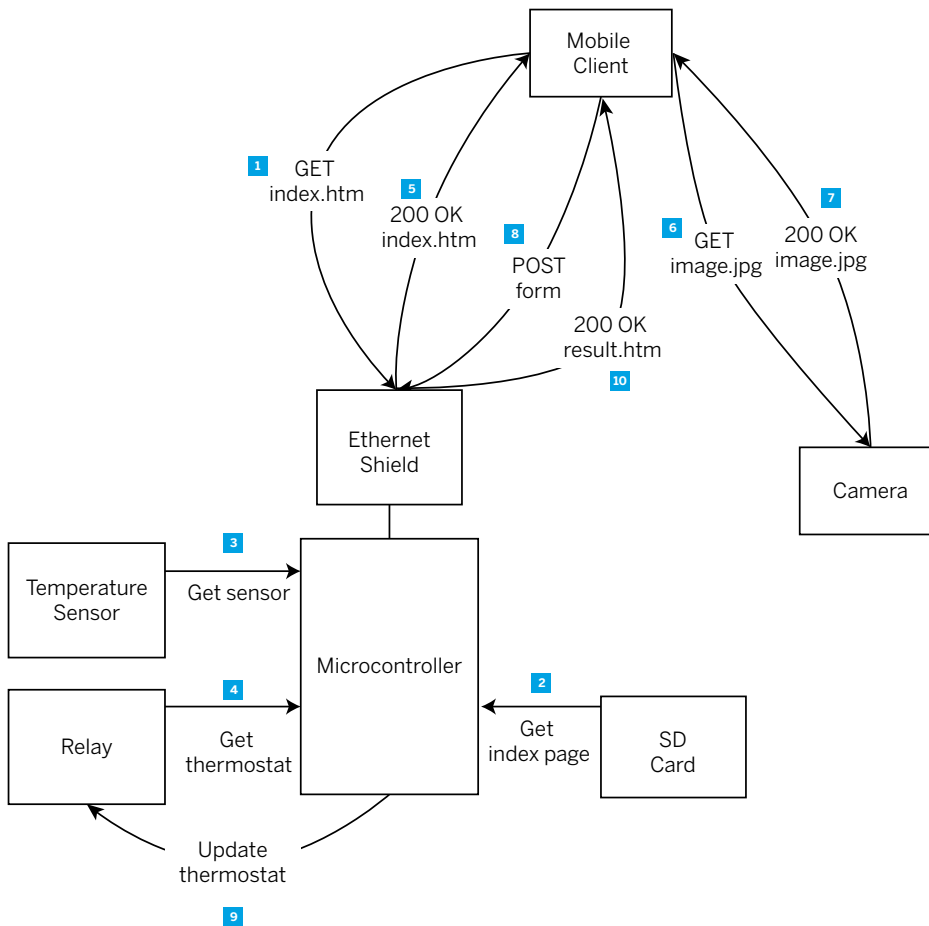 Mobile
Client
1
GET
index.htm
5
200 OK
index.htm
8
POST
form
200 OK
result.htm
10
6
GET
image.jpg
7
200 OK
image.jpg
Ethernet
Shield
Camera
Temperature
Sensor
3
Get sensor
Microcontroller
Relay
4
Get
thermostat
2
Get
index page
SD
Card
Update
thermostat
9